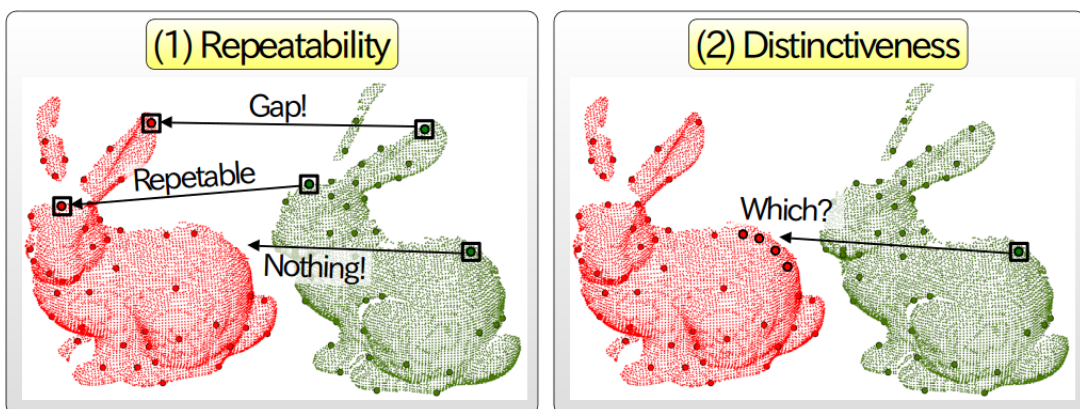 (1) Repeatability
Gap!
Repetable
Nothing!
(2) Distinctiveness
Which?